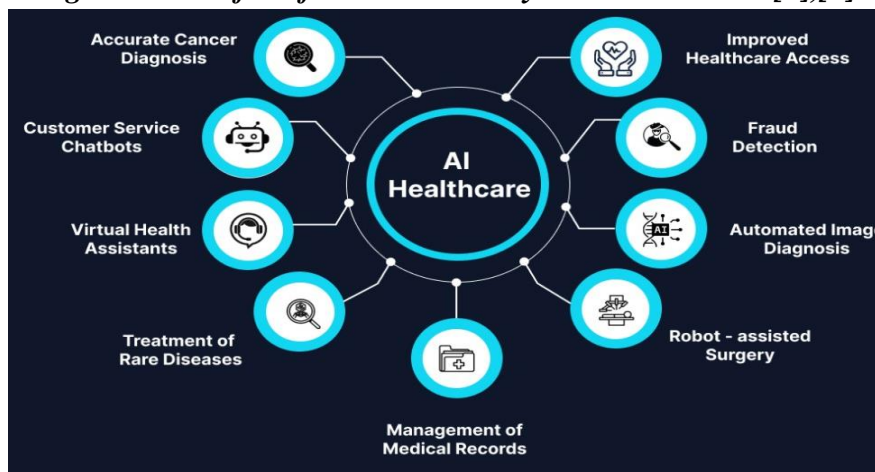 Accurate Cancer
Diagnosis
Improved
Healthcare Access
Customer Service
Chatbots
Fraud
Detection
AI
Healthcare
Virtual Health
Assistants
Automated Imag
Diagnosis
AI
Treatment of
Rare Diseases
Robot - assisted
Surgery
Management of
Medical Records